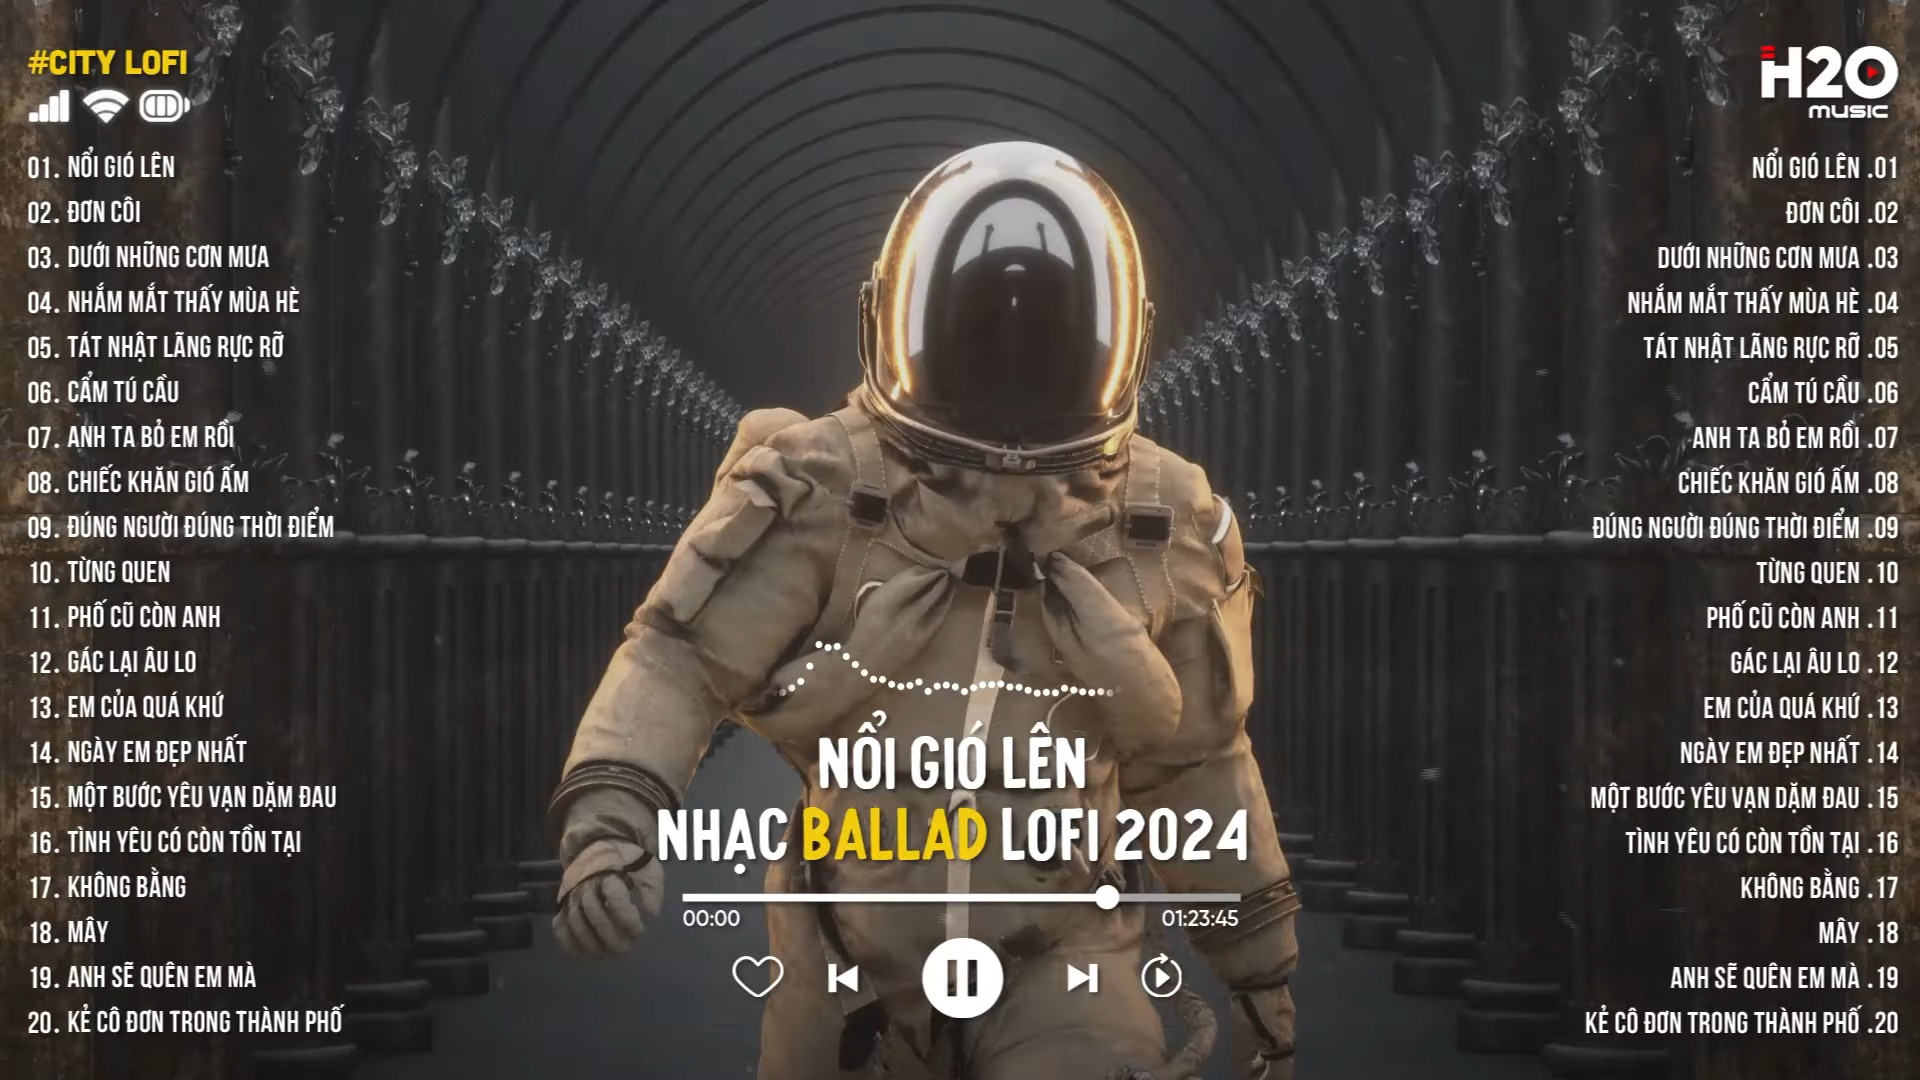 #CITY LOFI
H2O
MUSIC
01. NỔI GIÓ LÊN
02. ĐƠN CÔI
03. DƯỚI NHỮNG CƠN MƯA
04. NHẮM MẮT THẤY MÙA HÈ
05. TÁT NHẬT LÃNG RỰC RỠ
06. CẨM TÚ CẦU
07. ANH TA BỎ EM RỒI
08. CHIẾC KHĂN GIÓ ẤM
09. ĐÚNG NGƯỜI ĐÚNG THỜI ĐIỂM
10. TỪNG QUEN
11. PHỐ CŨ CÒN ANH
12. GÁC LẠI ÂU LO
13. EM CỦA QUÁ KHỨ
14. NGÀY EM ĐẸP NHẤT
15. MỘT BƯỚC YÊU VẠN DẶM ĐAU
16. TÌNH YÊU CÓ CÒN TỒN TẠI
17. KHÔNG BẰNG
18. MÂY
19. ANH SẼ QUÊN EM MÀ
20. KẺ CÔ ĐƠN TRONG THÀNH PHỐ
NỔI GIÓ LÊN
NHẠC BALLAD LOFI 2024
00:00 01:23:45
NỔI GIÓ LÊN .01
ĐƠN CÔI .02
DƯỚI NHỮNG CƠN MƯA .03
NHẮM MẮT THẤY MÙA HÈ .04
TÁT NHẬT LÃNG RỰC RỠ .05
CẨM TÚ CẦU .06
ANH TA BỎ EM RỒI .07
CHIẾC KHĂN GIÓ ẤM .08
ĐÚNG NGƯỜI ĐÚNG THỜI ĐIỂM .09
TỪNG QUEN .10
PHỐ CŨ CÒN ANH .11
GÁC LẠI ÂU LO .12
EM CỦA QUÁ KHỨ .13
NGÀY EM ĐẸP NHẤT .14
MỘT BƯỚC YÊU VẠN DẶM ĐAU .15
TÌNH YÊU CÓ CÒN TỒN TẠI .16
KHÔNG BẰNG .17
MÂY .18
ANH SẼ QUÊN EM MÀ .19
KẺ CÔ ĐƠN TRONG THÀNH PHỐ .20